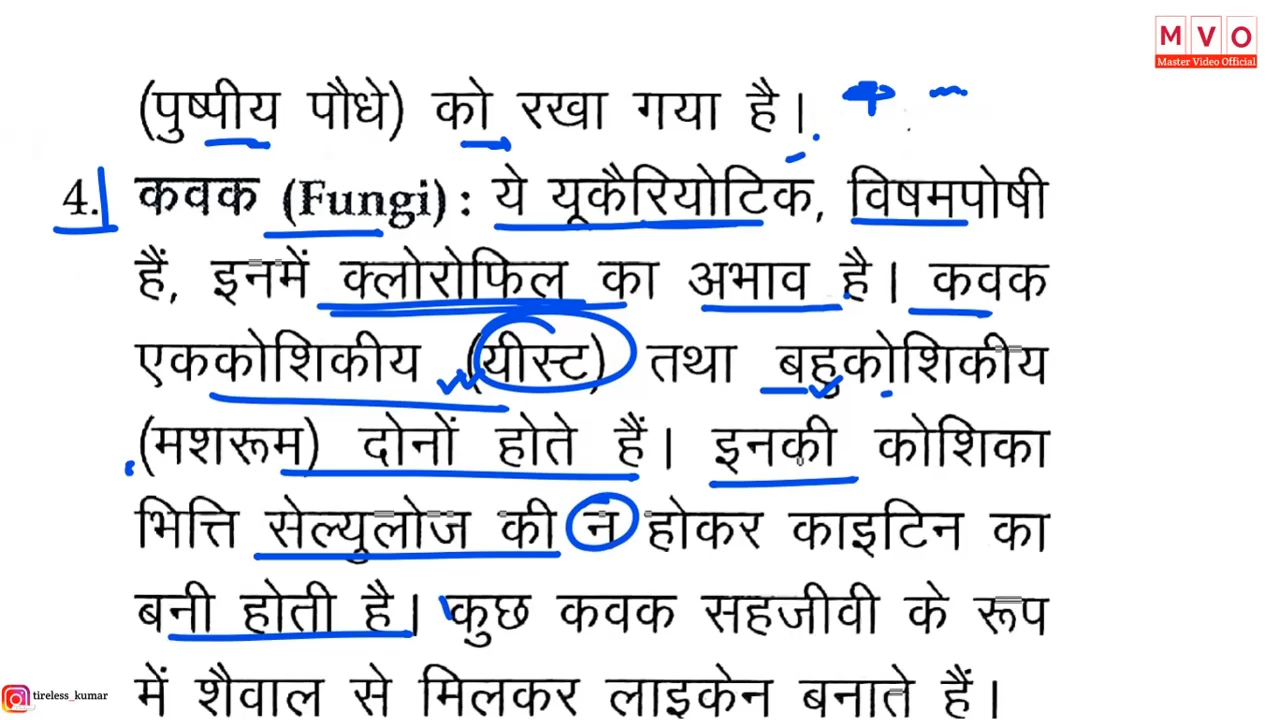 M V O
Master Video Official
(पुष्पीय पौधे) को रखा गया है।
4. कवक (Fungi) : ये यूकैरियोटिक, विषमपोषी
हैं, इनमें क्लोरोफिल का अभाव है। कवक
एककोशिकीय (यीस्ट) तथा बहुकोशिकीय
(मशरूम) दोनों होते हैं। इनकी कोशिका
भित्ति सेल्युलोज की न होकर काइटिन का
बनी होती है। कुछ कवक सहजीवी के रूप
में शैवाल से मिलकर लाइकेन बनाते हैं।
tireless_kumar